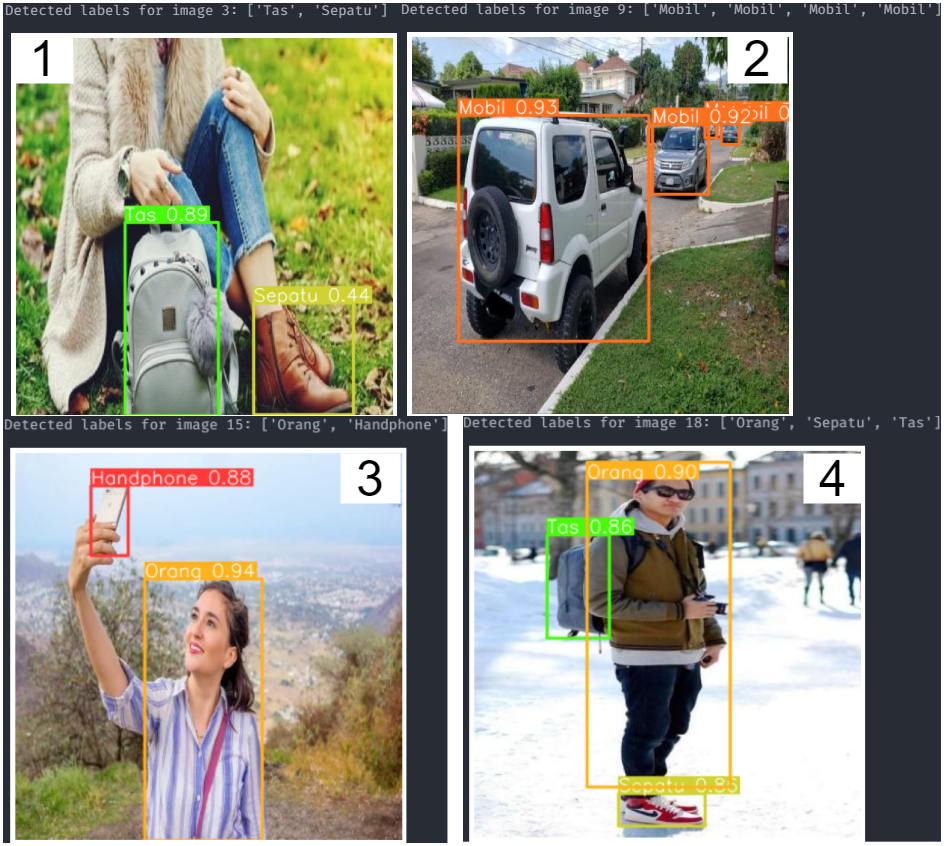 Detected labels for image 3: ['Tas', 'Sepatu']
Detected labels for image 9: ['Mobil', 'Mobil', 'Mobil', 'Mobil']
1
Tas 0.89
Sepatu 0.44
2
Mobil 0.93
Mobil 0.92
Detected labels for image 15: ['Orang', 'Handphone']
Detected labels for image 18: ['Orang', 'Sepatu', 'Tas']
3
Handphone 0.88
Orang 0.94
4
Orang 0.90
Tas 0.86
Sepatu 0.86